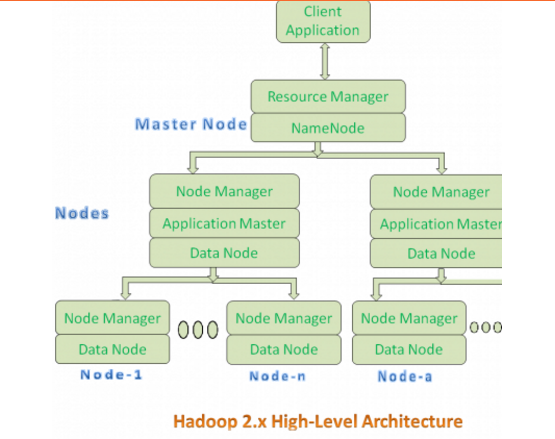 Client
Application
Resource Manager
Master Node
NameNode
Node Manager
Node Manager
Nodes
Application Master
Application Master
Data Node
Data Node
Node Manager
Node Manager
Node Manager
Data Node
Data Node
Data Node
Node-1
Node-n
Node-a
Hadoop 2.x High-Level Architecture